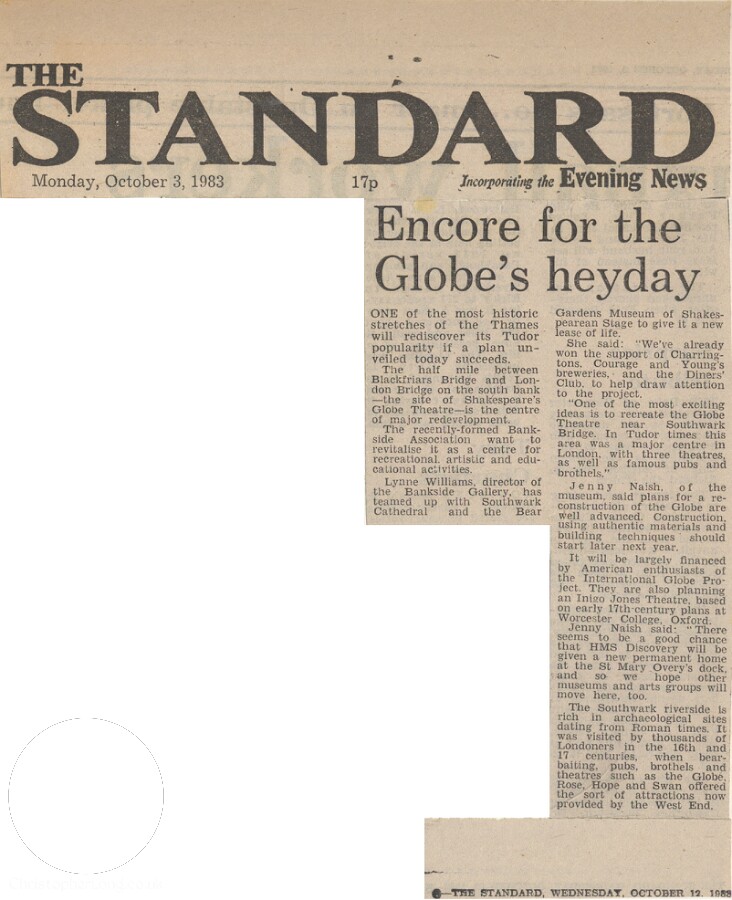 THE
STANDARD
Monday, October 3, 1983 17p Incorporating the Evening News
Encore for the
Globe's heyday
ONE of the most historic
stretches of the Thames
will rediscover its Tudor
popularity if a plan un-
veiled today succeeds.
The half mile between
Blackfriars Bridge and Lon-
don Bridge on the south bank
—the site of Shakespeare's
Globe Theatre—is the centre
of major redevelopment.
The recently-formed Bank-
side Association want to
revitalise it as a centre for
recreational, artistic and edu-
cational activities.
Lynne Williams, director of
the Bankside Gallery, has
teamed up with Southwark
Cathedral and the Bear
Gardens Museum of Shakes-
pearean Stage to give it a new
lease of life.
She said: "We've already
won the support of Charring-
tons, Courage and Young's
breweries, and the Diners'
Club, to help draw attention
to the project.
"One of the most exciting
ideas is to recreate the Globe
Theatre near Southwark
Bridge. In Tudor times this
area was a major centre in
London, with three theatres,
as well as famous pubs and
brothels."
Jenny Naish, of the
museum, said plans for a re-
construction of the Globe are
well advanced. Construction,
using authentic materials and
building techniques should
start later next year.
It will be largely financed
by American enthusiasts of
the International Globe Pro-
ject. They are also planning
an Inigo Jones Theatre, based
on early 17th-century plans at
Worcester College, Oxford.
Jenny Naish said: "There
seems to be a good chance
that HMS Discovery will be
given a new permanent home
at the St Mary Overy's dock,
and so we hope other
museums and arts groups will
move here, too.
The Southwark riverside is
rich in archaeological sites
dating from Roman times. It
was visited by thousands of
Londoners in the 16th and
17 centuries, when bear-
baiting, pubs, brothels and
theatres such as the Globe,
Rose, Hope and Swan offered
the sort of attractions now
provided by the West End.
—THE STANDARD, WEDNESDAY, OCTOBER 12, 1983